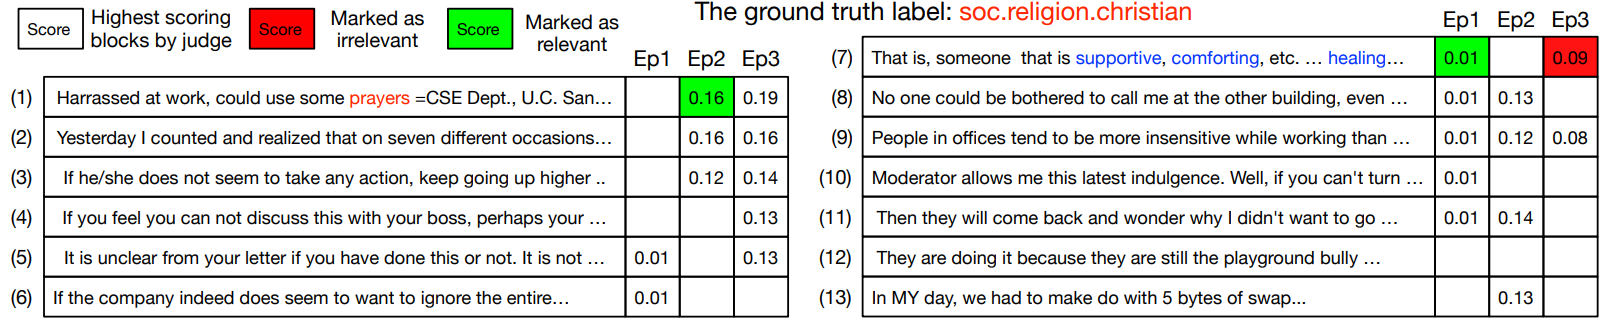 The ground truth label: soc.religion.christian
Score Highest scoring blocks by judge
Score Marked as irrelevant
Score Marked as relevant
Ep1 Ep2 Ep3
(1) Harrassed at work, could use some prayers =CSE Dept., U.C. San… 0.16 0.19
(2) Yesterday I counted and realized that on seven different occasions… 0.16 0.16
(3) If he/she does not seem to take any action, keep going up higher .. 0.12 0.14
(4) If you feel you can not discuss this with your boss, perhaps your … 0.13
(5) It is unclear from your letter if you have done this or not. It is not … 0.01 0.13
(6) If the company indeed does seem to want to ignore the entire… 0.01
Ep1 Ep2 Ep3
(7) That is, someone that is supportive, comforting, etc. … healing… 0.01 0.09
(8) No one could be bothered to call me at the other building, even … 0.01 0.13
(9) People in offices tend to be more insensitive while working than … 0.01 0.12 0.08
(10) Moderator allows me this latest indulgence. Well, if you can't turn … 0.01
(11) Then they will come back and wonder why I didn't want to go … 0.01 0.14
(12) They are doing it because they are still the playground bully …
(13) In MY day, we had to make do with 5 bytes of swap... 0.13